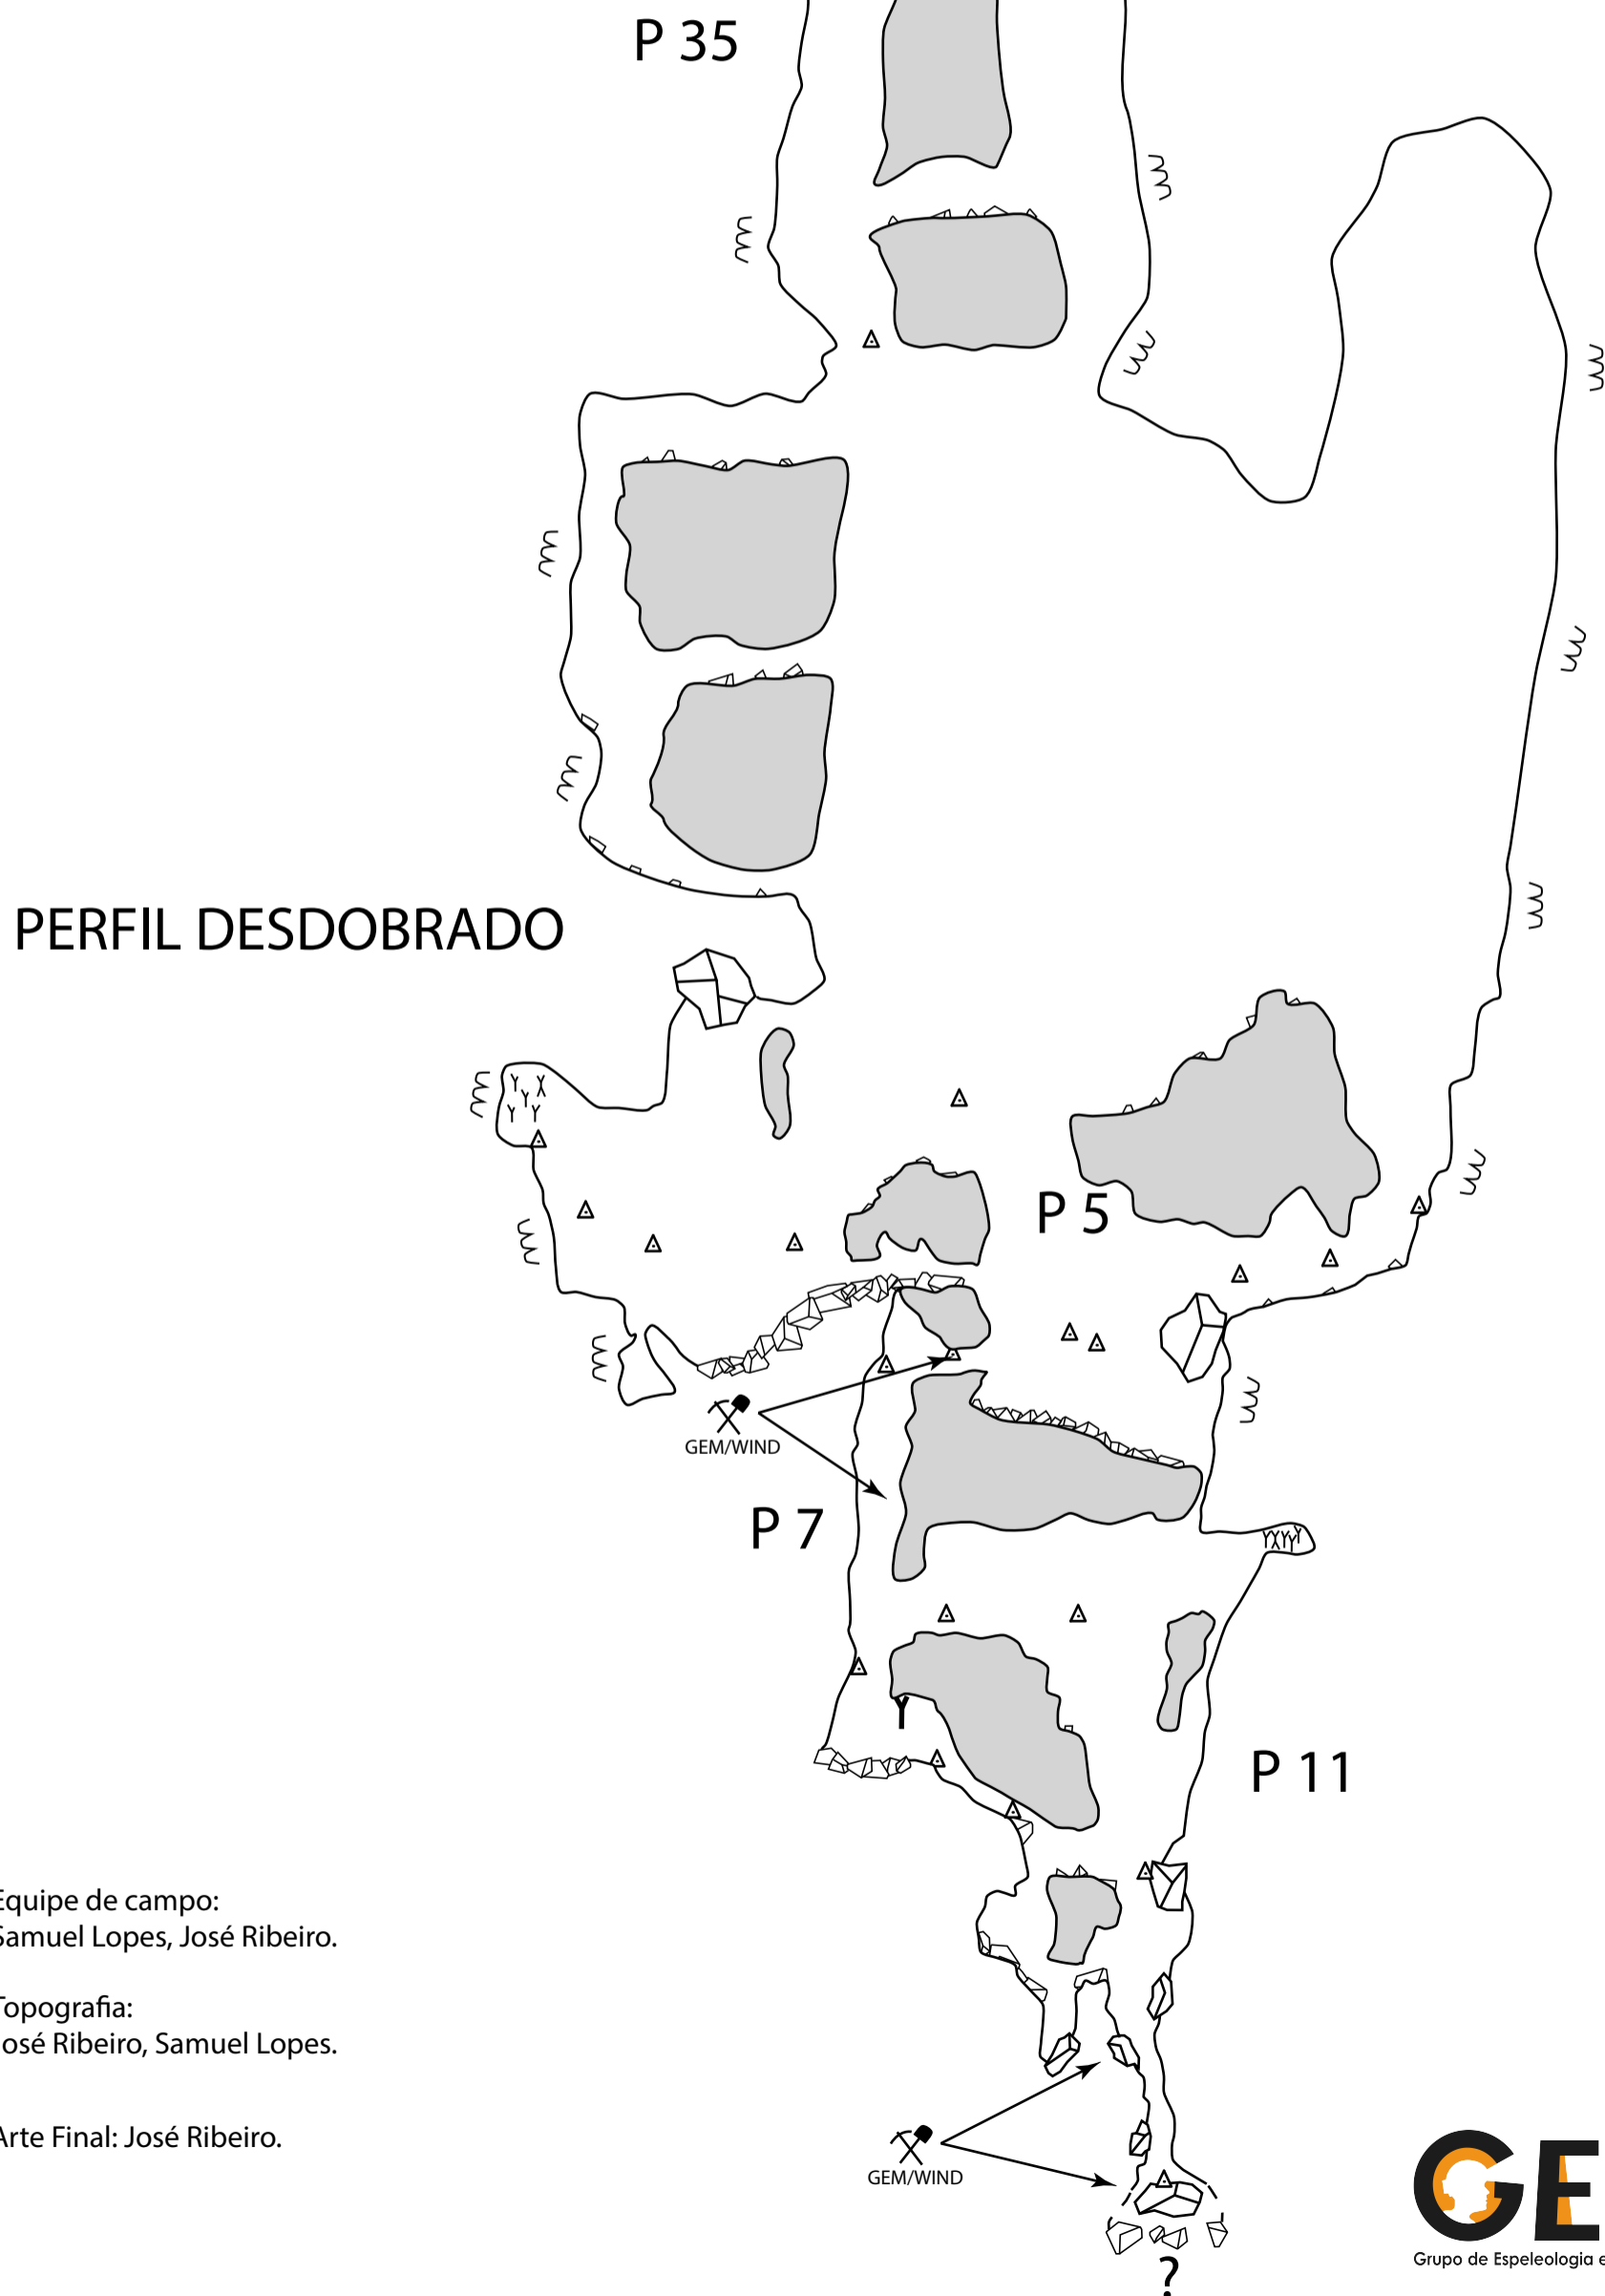 P 35
PERFIL DESDOBRADO
P 5
GEM/WIND
P 7
P 11
Equipe de campo:
Samuel Lopes, José Ribeiro.
Topografia:
José Ribeiro, Samuel Lopes.
Arte Final: José Ribeiro.
GEM/WIND
GE
Grupo de Espeleologia e
?